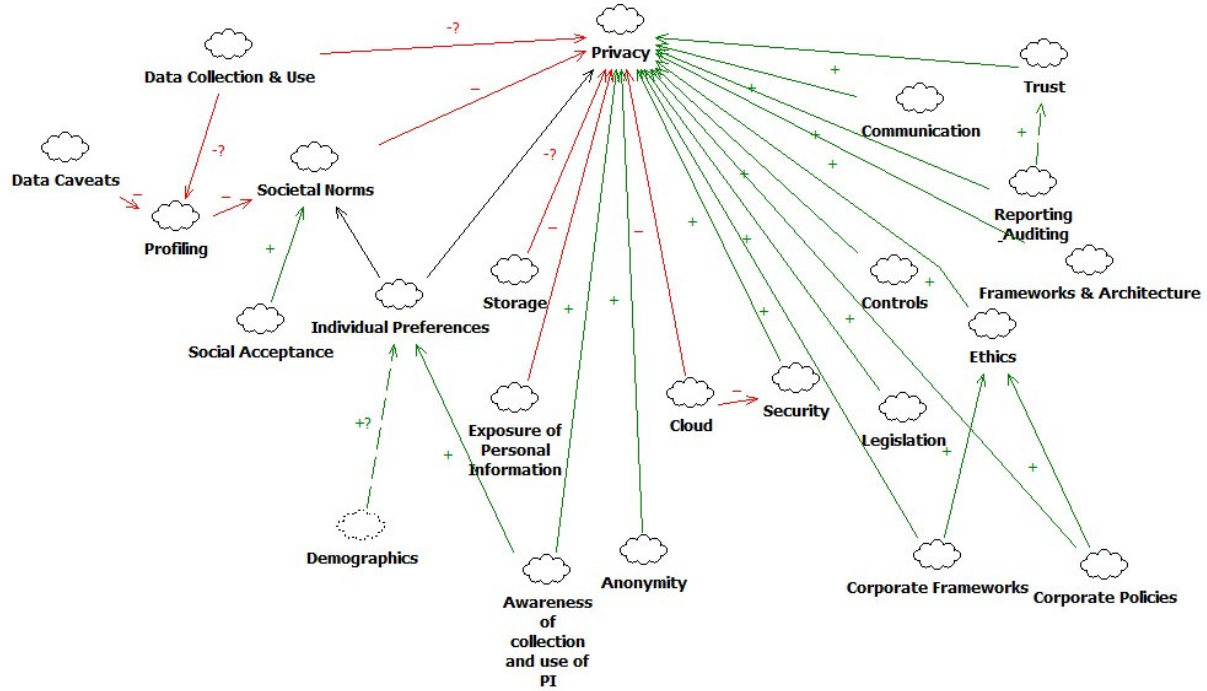 Privacy
-?
Data Collection & Use
Trust
+
+
Communication
-?
Data Caveats
–
Profiling
–
Societal Norms
–
+
Social Acceptance
Individual Preferences
-?
Storage
–
Exposure of
Personal
Information
–
Cloud
–
Security
+
+
+
+
Reporting
Auditing
Controls
Frameworks & Architecture
+
Ethics
+
+
+
+
+
+
+
+
Legislation
+?
+
+
+
Demographics
Awareness
of
collection
and use of
PI
Anonymity
Corporate Frameworks
Corporate Policies